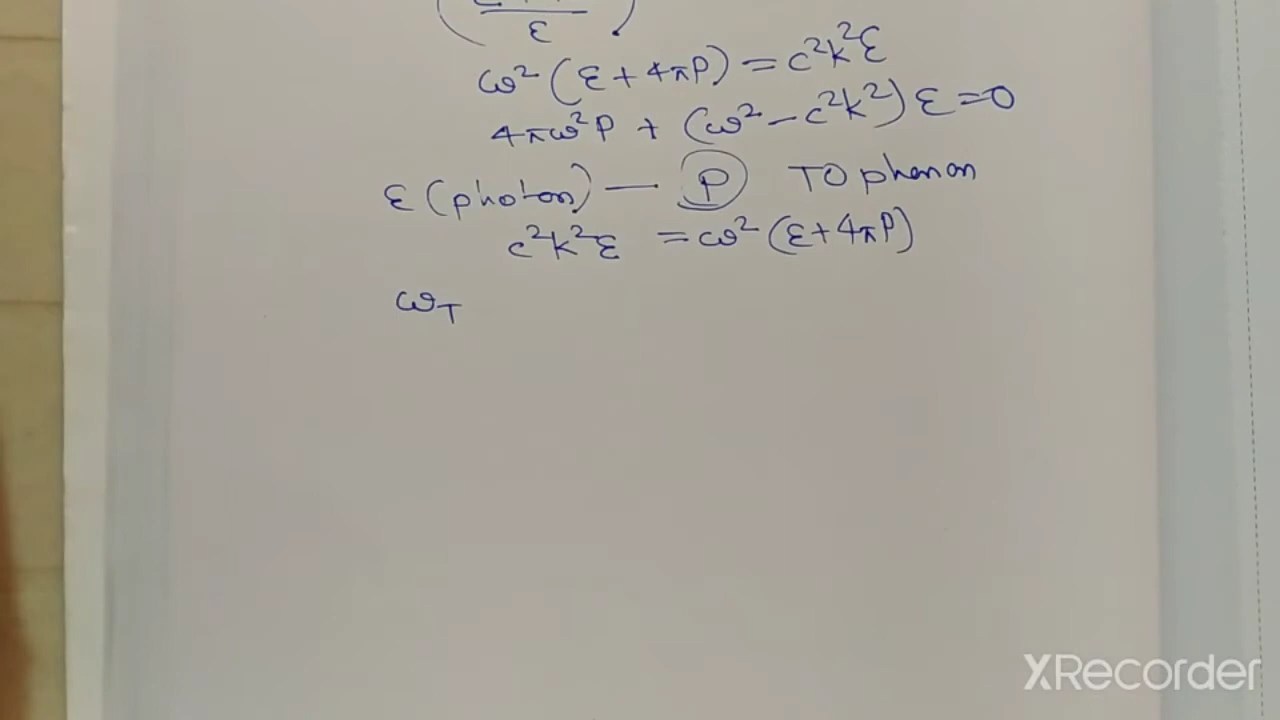 ε
ω² (ε + 4πP) = c²k²ε
4πω²P + (ω² – c²k²) ε = 0
ε (photon) — P TO phonon
c²k²ε = ω² (ε + 4πP)
ω_T
XRecorder